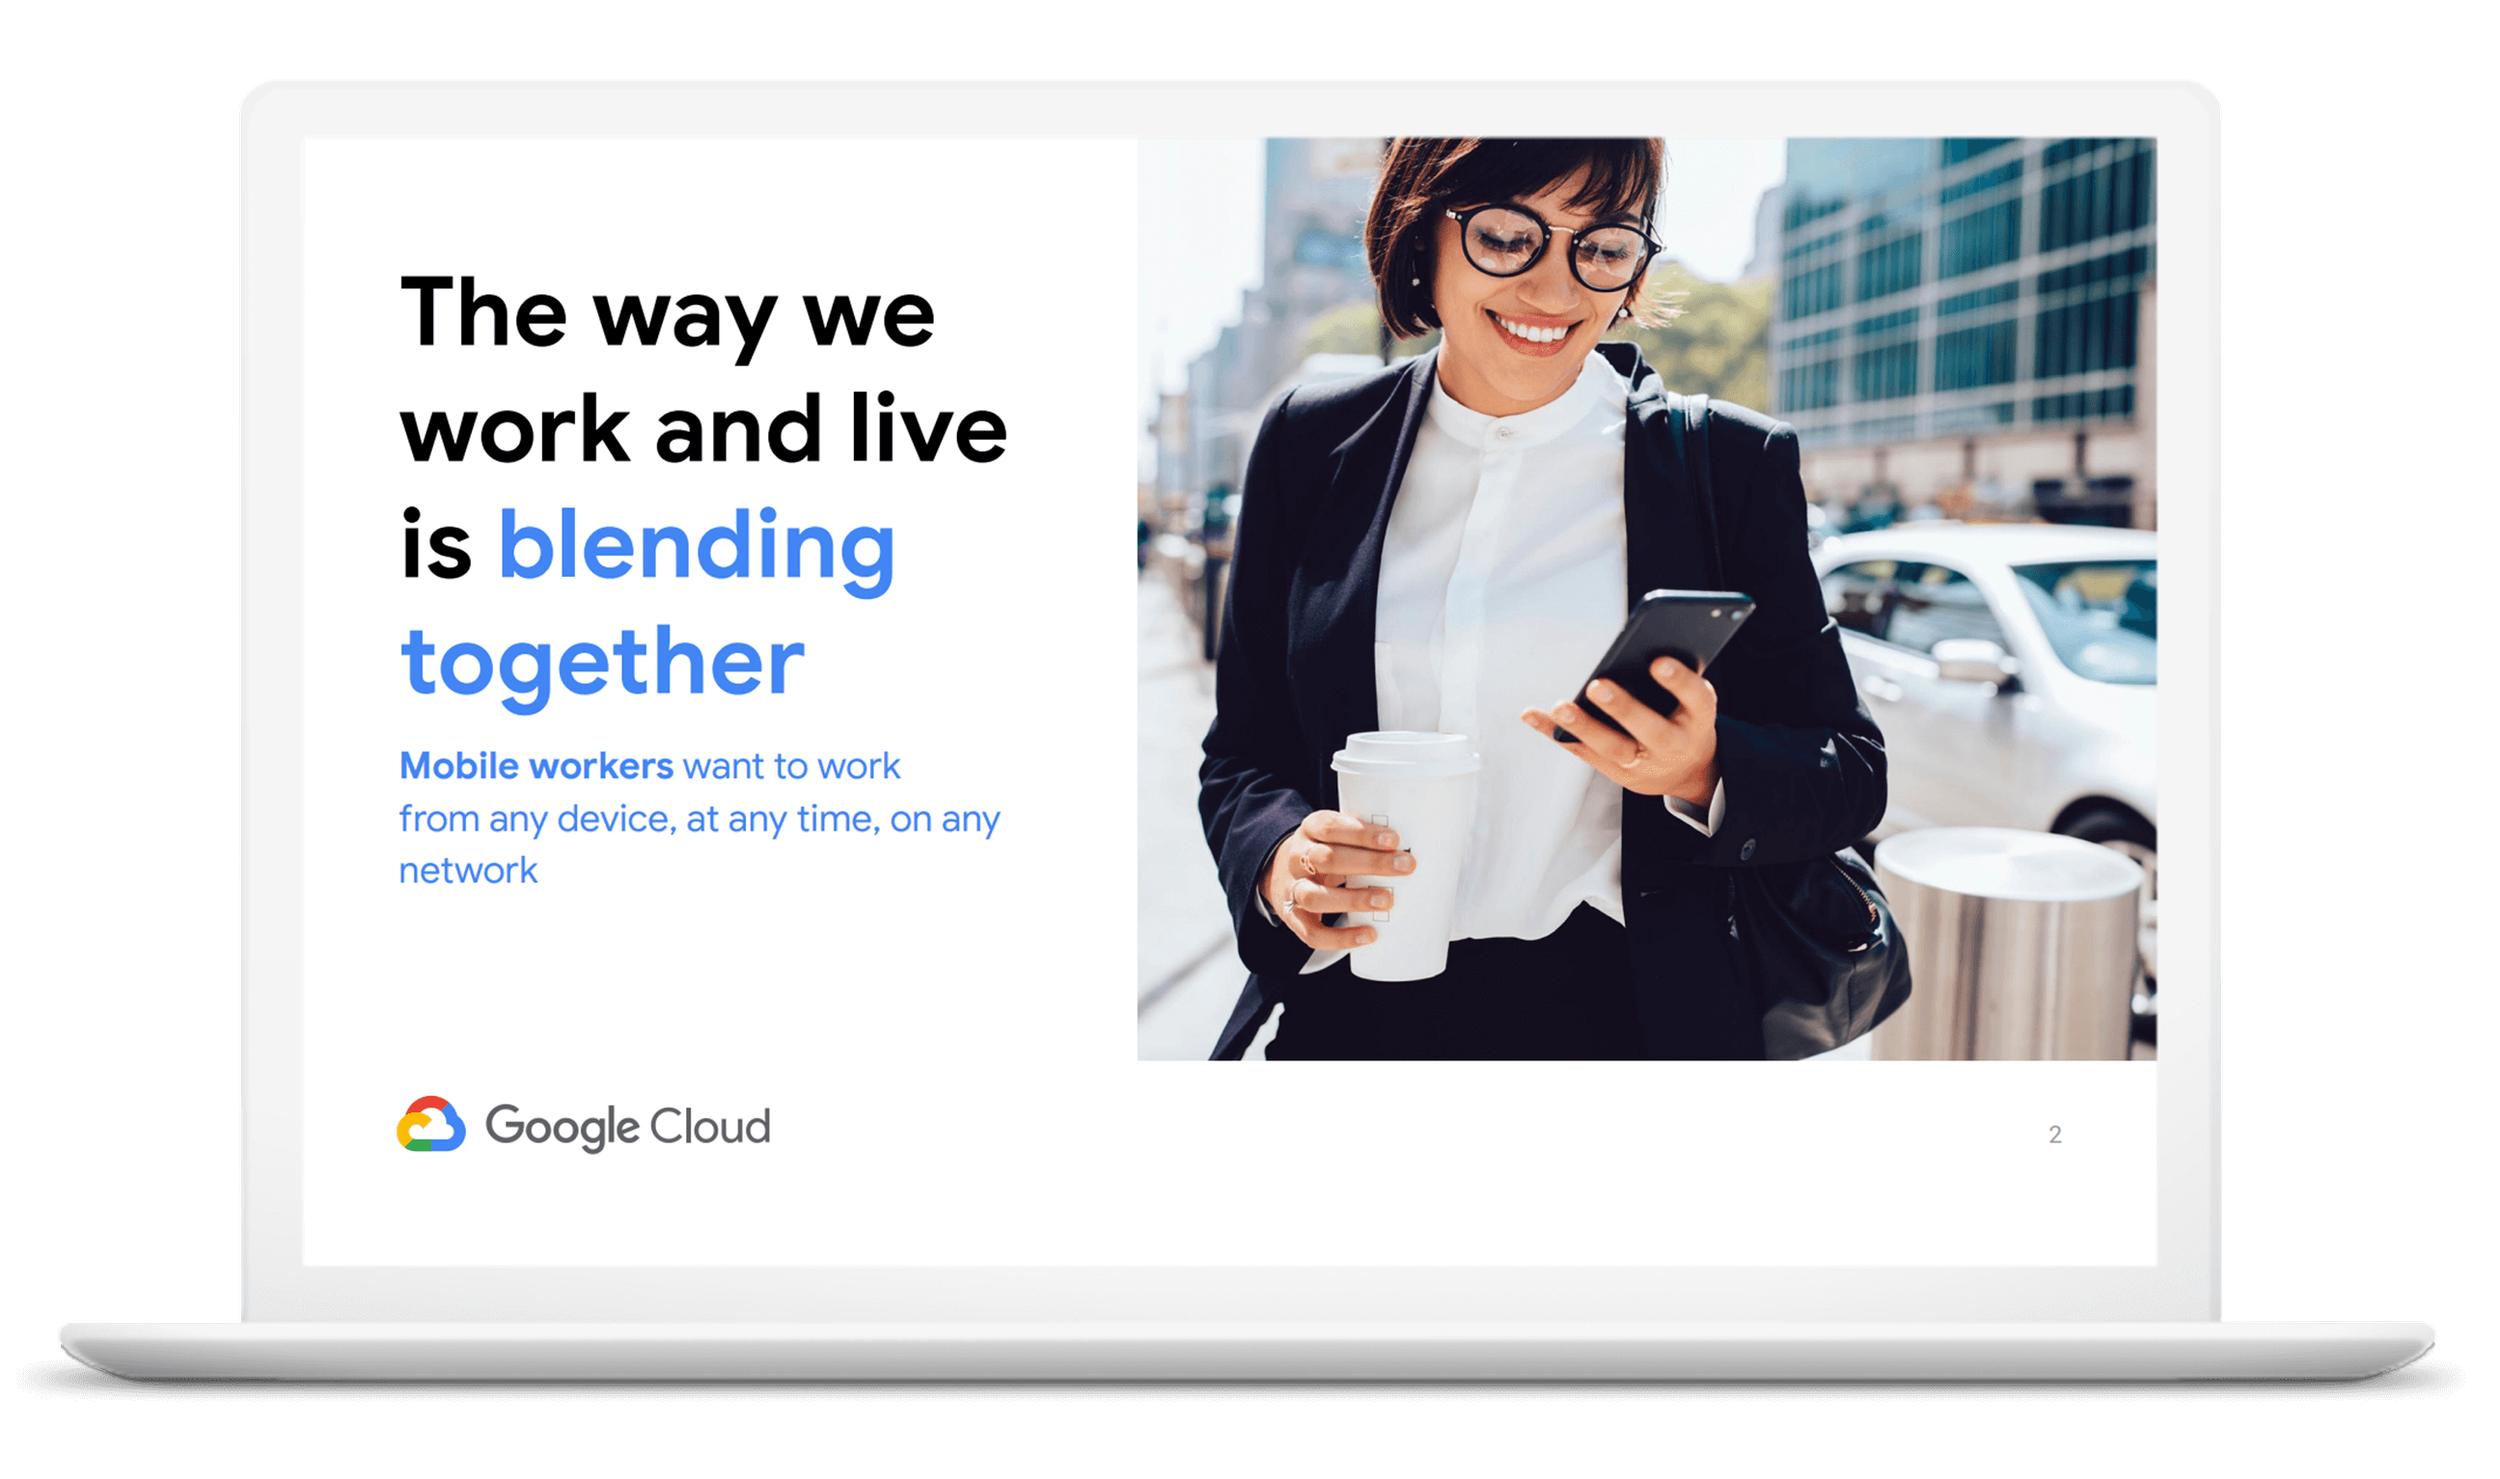 The way we
work and live
is blending
together
Mobile workers want to work
from any device, at any time, on any
network
Google Cloud
2